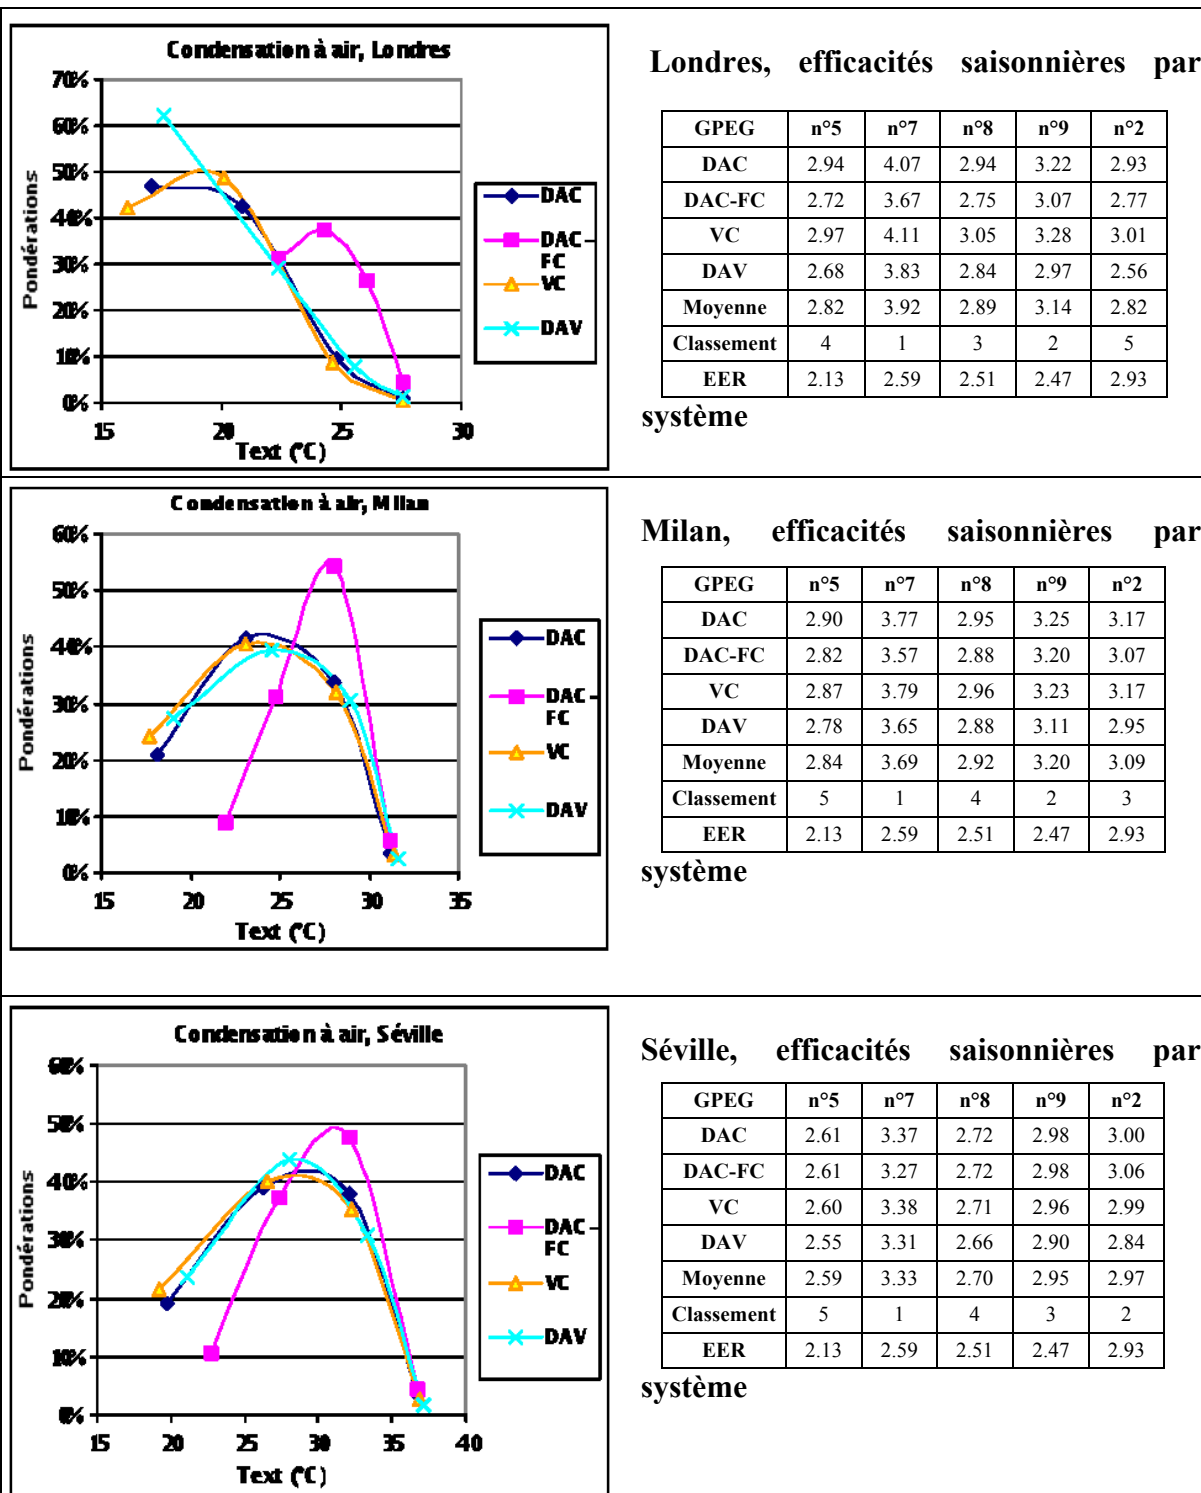 Condensation à air, Londres
70%
60%
50%
40%
30%
20%
10%
0%
15 20 25 30
Pondérations
Text (°C)
DAC
DAC-
FC
VC
DAV
Londres, efficacités saisonnières par
GPEG n°5 n°7 n°8 n°9 n°2
DAC 2.94 4.07 2.94 3.22 2.93
DAC-FC 2.72 3.67 2.75 3.07 2.77
VC 2.97 4.11 3.05 3.28 3.01
DAV 2.68 3.83 2.84 2.97 2.56
Moyenne 2.82 3.92 2.89 3.14 2.82
Classement 4 1 3 2 5
EER 2.13 2.59 2.51 2.47 2.93
système
Condensation à air, Milan
60%
50%
40%
30%
20%
10%
0%
15 20 25 30 35
Pondérations
Text (°C)
DAC
DAC-
FC
VC
DAV
Milan, efficacités saisonnières par
GPEG n°5 n°7 n°8 n°9 n°2
DAC 2.90 3.77 2.95 3.25 3.17
DAC-FC 2.82 3.57 2.88 3.20 3.07
VC 2.87 3.79 2.96 3.23 3.17
DAV 2.78 3.65 2.88 3.11 2.95
Moyenne 2.84 3.69 2.92 3.20 3.09
Classement 5 1 4 2 3
EER 2.13 2.59 2.51 2.47 2.93
système
Condensation à air, Séville
60%
50%
40%
30%
20%
10%
0%
15 20 25 30 35 40
Pondérations
Text (°C)
DAC
DAC-
FC
VC
DAV
Séville, efficacités saisonnières par
GPEG n°5 n°7 n°8 n°9 n°2
DAC 2.61 3.37 2.72 2.98 3.00
DAC-FC 2.61 3.27 2.72 2.98 3.06
VC 2.60 3.38 2.71 2.96 2.99
DAV 2.55 3.31 2.66 2.90 2.84
Moyenne 2.59 3.33 2.70 2.95 2.97
Classement 5 1 4 3 2
EER 2.13 2.59 2.51 2.47 2.93
système